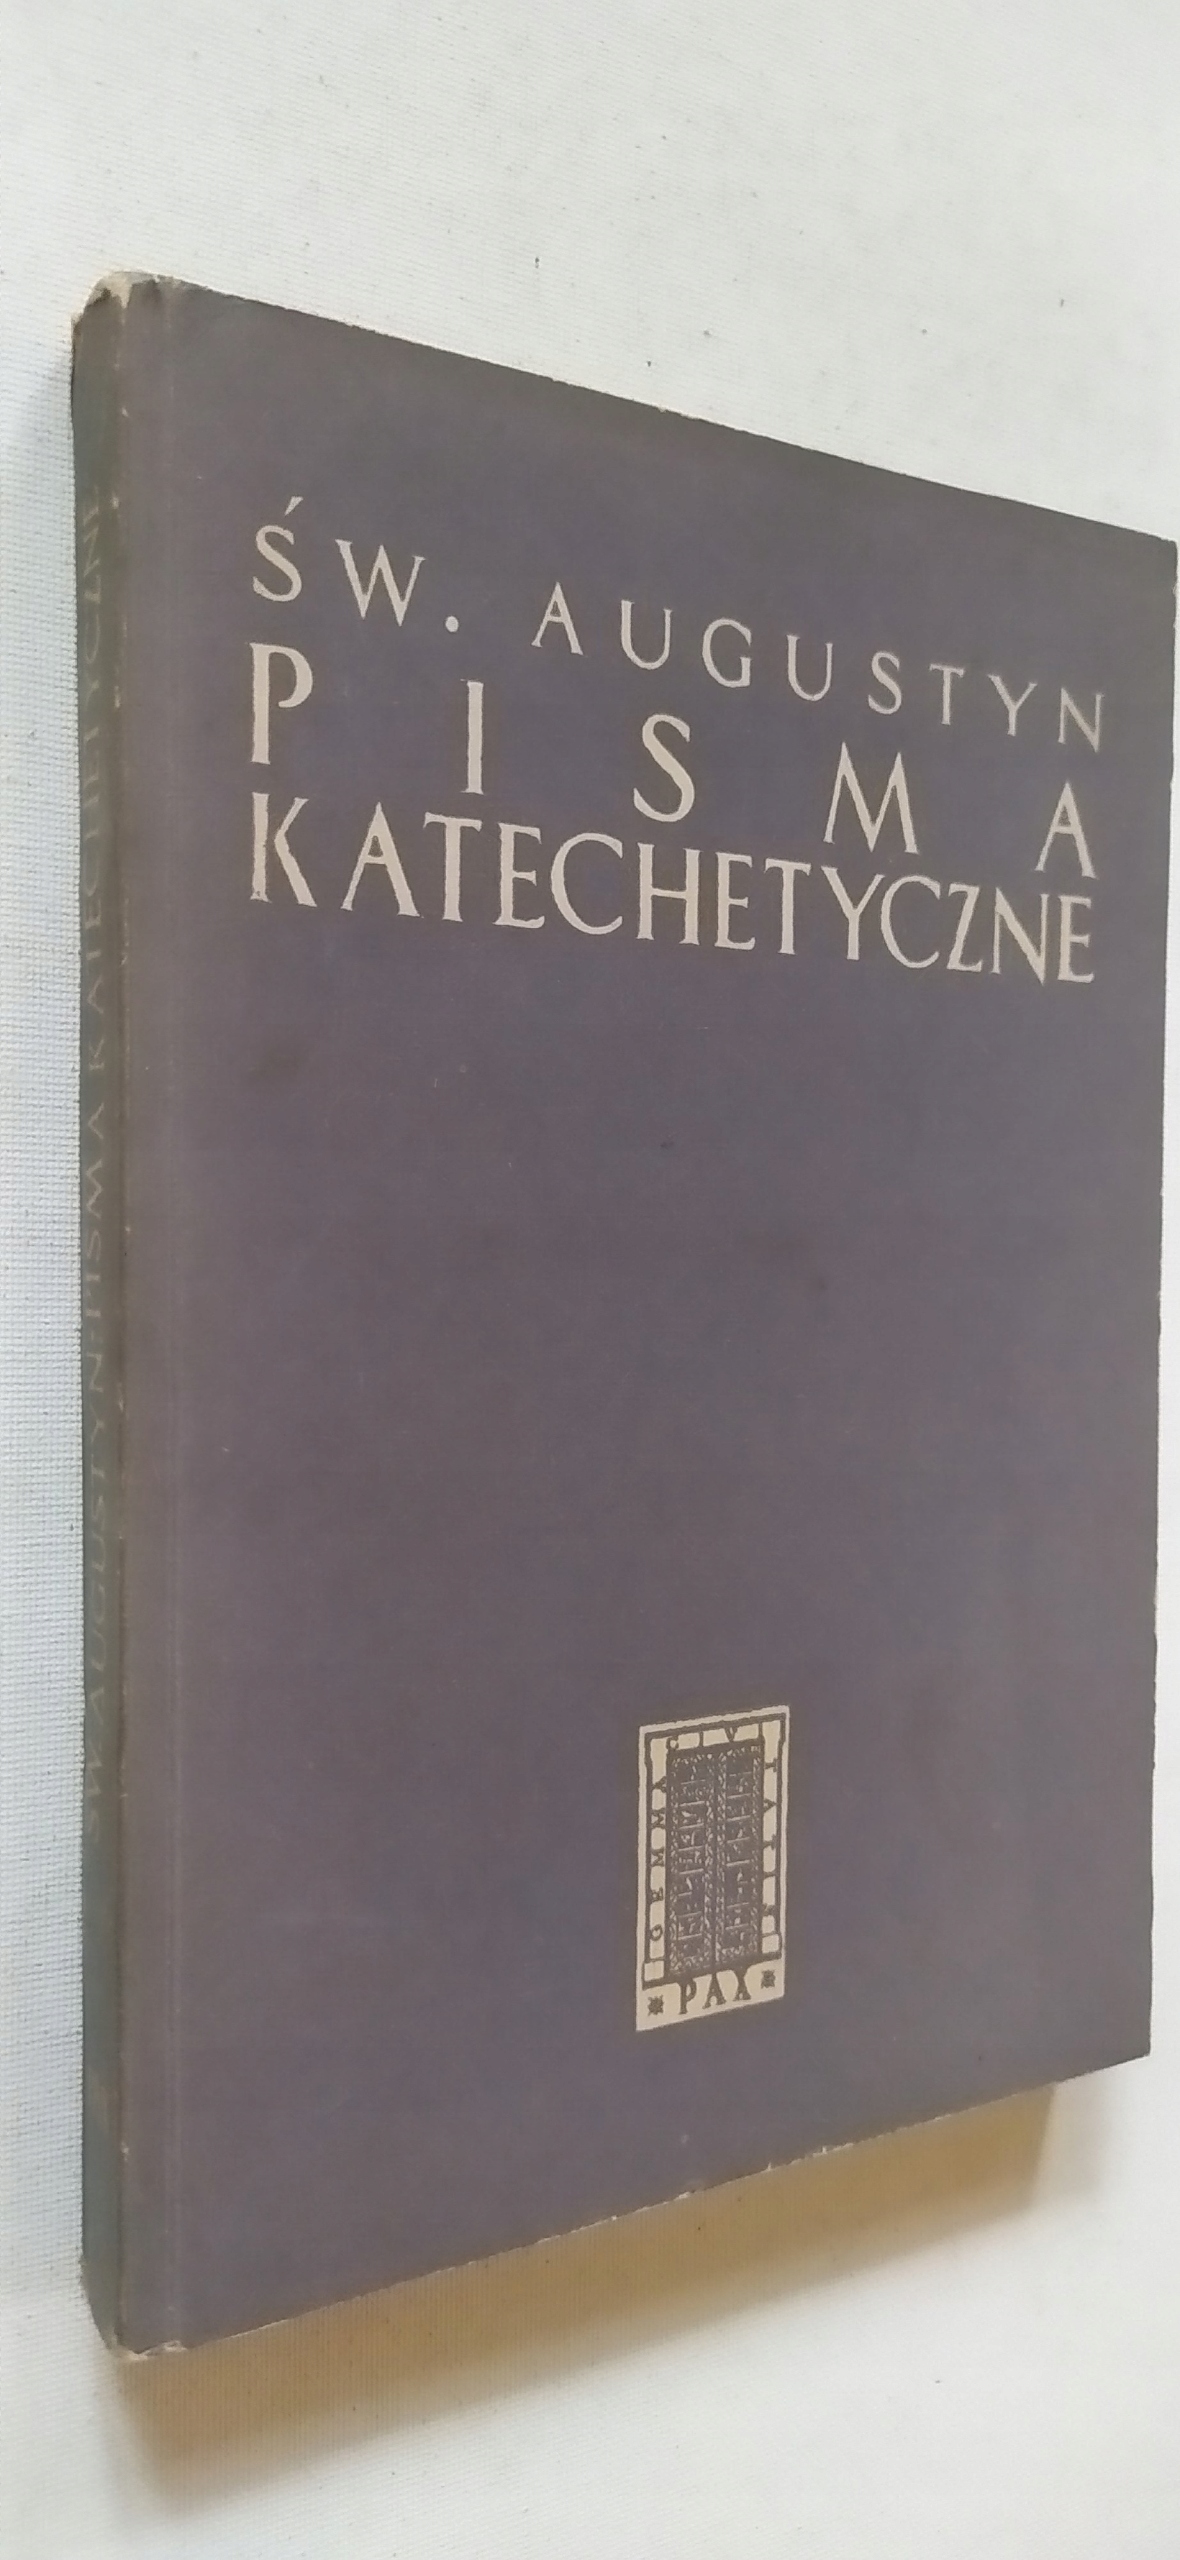 ŚW. AUGUSTYN
PISMA
KATECHETYCZNE
GEMMA CIVITATIS
PAX
ŚW. AUGUSTYN · PISMA KATECHETYCZNE